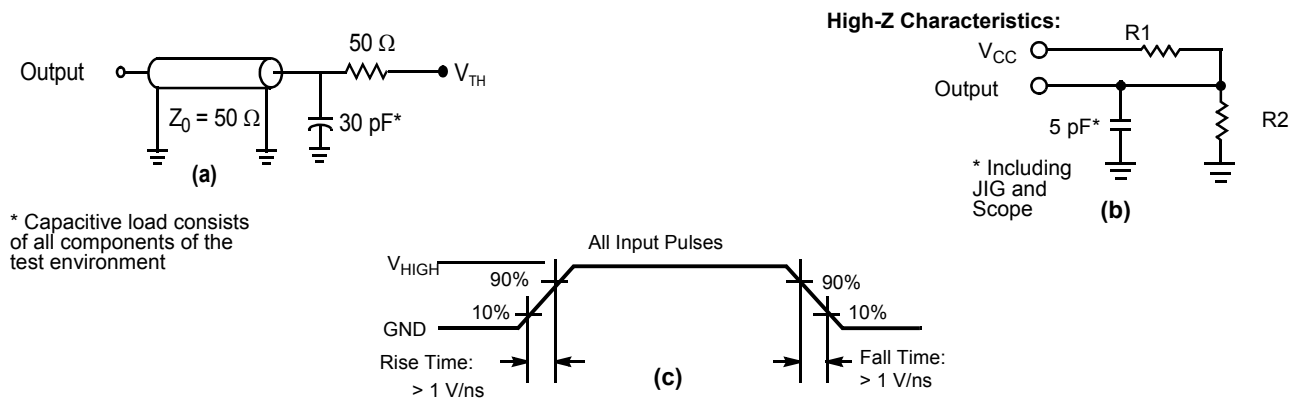 50 Ω
Output
V_TH
Z_0 = 50 Ω
30 pF*
(a)
* Capacitive load consists
of all components of the
test environment
High-Z Characteristics:
R1
V_CC
Output
R2
5 pF*
* Including
JIG and
Scope
(b)
All Input Pulses
V_HIGH
90%
90%
10%
10%
GND
Rise Time:
> 1 V/ns
(c)
Fall Time:
> 1 V/ns